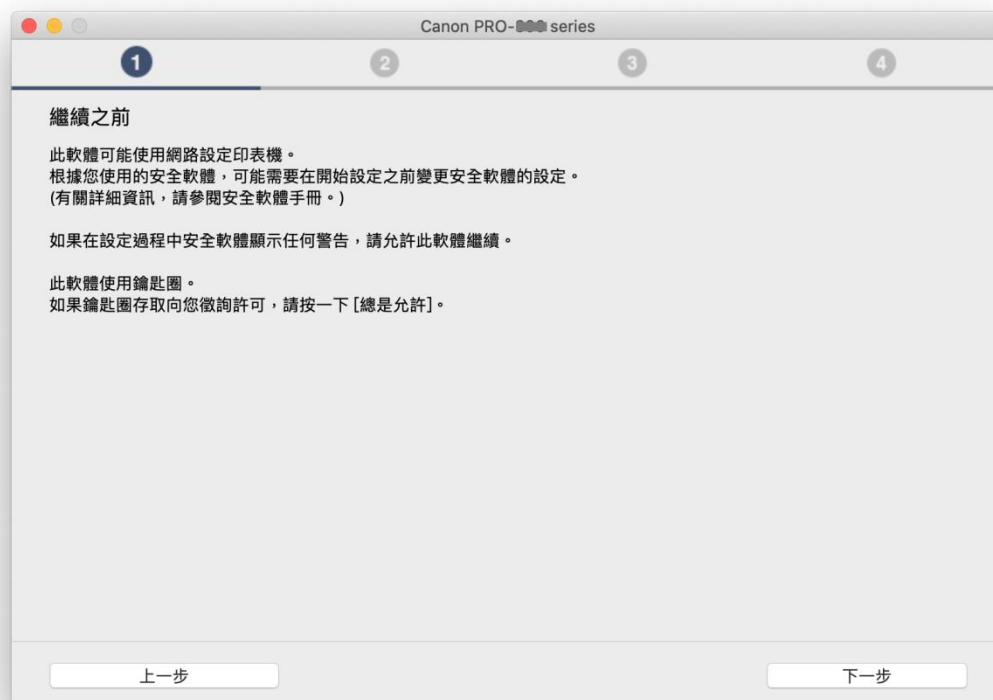 Canon PRO- series
1
2
3
4
繼續之前
此軟體可能使用網路設定印表機。
根據您使用的安全軟體，可能需要在開始設定之前變更安全軟體的設定。
(有關詳細資訊，請參閱安全軟體手冊。)
如果在設定過程中安全軟體顯示任何警告，請允許此軟體繼續。
此軟體使用鑰匙圈。
如果鑰匙圈存取向您徵詢許可，請按一下 [總是允許]。
上一步
下一步